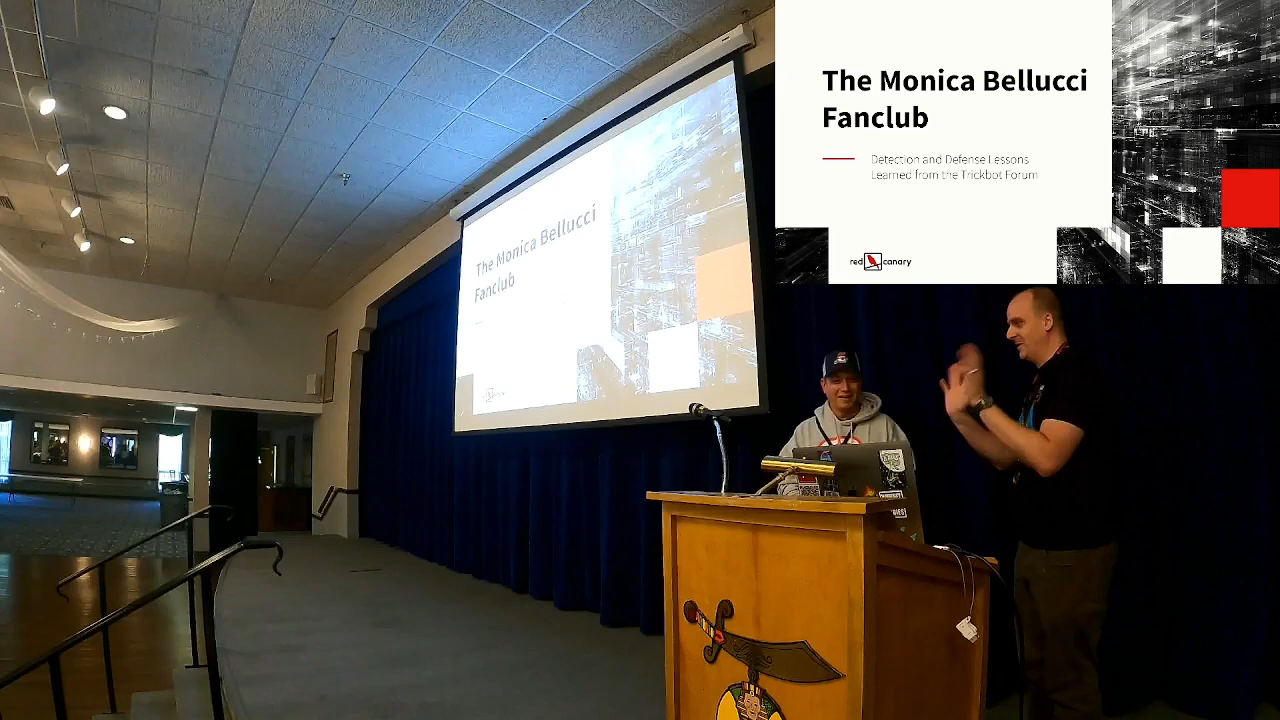 The Monica Bellucci
Fanclub
Detection and Defense Lessons
Learned from the Trickbot Forum
red canary
The Monica Bellucci
Fanclub